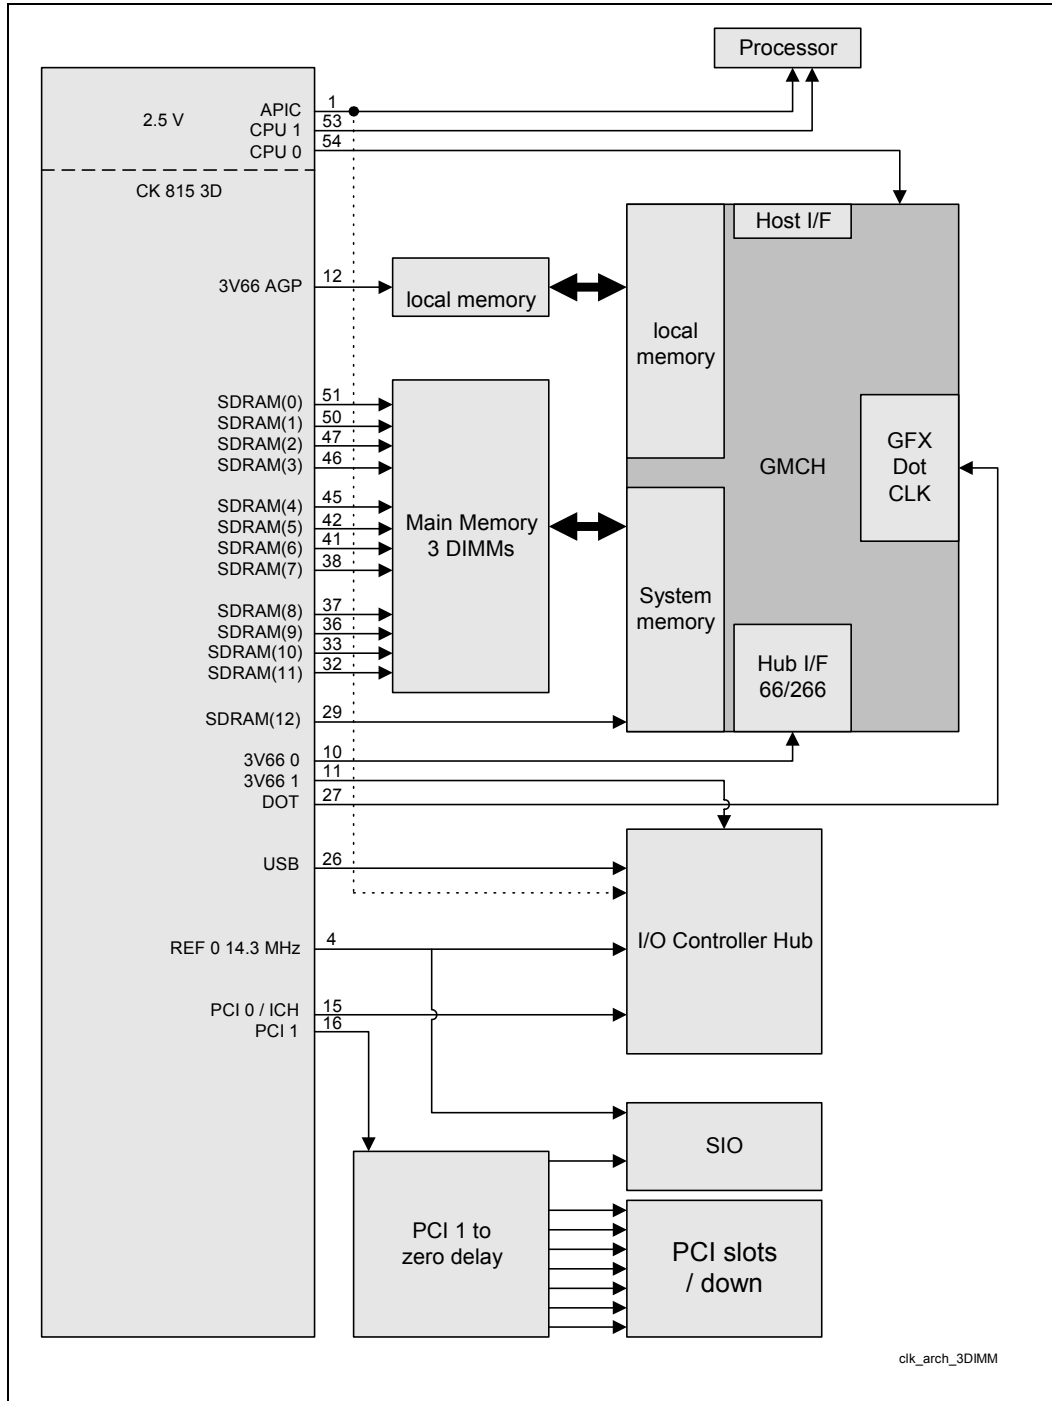 Processor
2.5 V
APIC 1
CPU 1 53
CPU 0 54
CK 815 3D
Host I/F
3V66 AGP 12
local memory
local
memory
SDRAM(0) 51
SDRAM(1) 50
SDRAM(2) 47
SDRAM(3) 46
SDRAM(4) 45
SDRAM(5) 42
SDRAM(6) 41
SDRAM(7) 38
SDRAM(8) 37
SDRAM(9) 36
SDRAM(10) 33
SDRAM(11) 32
Main Memory
3 DIMMs
GMCH
GFX
Dot
CLK
System
memory
Hub I/F
66/266
SDRAM(12) 29
3V66 0 10
3V66 1 11
DOT 27
USB 26
REF 0 14.3 MHz 4
I/O Controller Hub
PCI 0 / ICH 15
PCI 1 16
SIO
PCI 1 to
zero delay
PCI slots
/ down
clk_arch_3DIMM